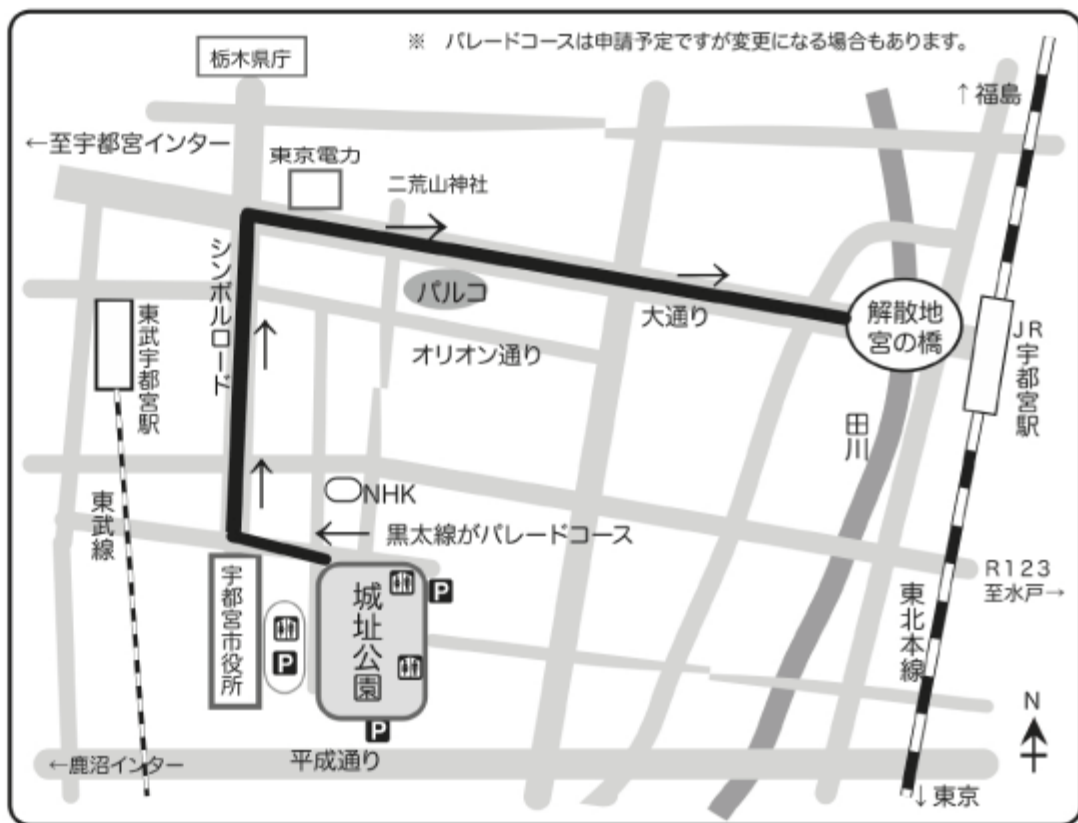 ※ パレードコースは申請予定ですが変更になる場合もあります。
栃木県庁
↑福島
←至宇都宮インター
東京電力
二荒山神社
シンボルロード
パルコ
大通り
解散地
宮の橋
JR宇都宮駅
東武宇都宮駅
オリオン通り
田川
NHK
東武線
黒太線がパレードコース
R123
至水戸→
宇都宮市役所
P
城址公園
P
東北本線
N
P
平成通り
←鹿沼インター
↓東京